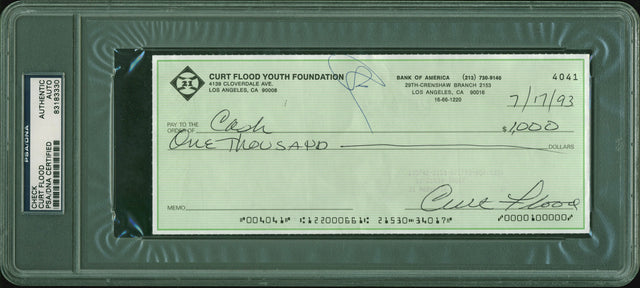 PSA/DNA
CHECK
CURT FLOOD
PSA/DNA CERTIFIED
AUTHENTIC
AUTO
83183330
21
CURT FLOOD YOUTH FOUNDATION
4139 CLOVERDALE AVE.
LOS ANGELES, CA 90008
BANK OF AMERICA (213) 736-9146
29TH-CRENSHAW BRANCH 2153
LOS ANGELES, CA 90016
16-66-1220
4041
7/17/93
PAY TO THE
ORDER OF Cash $1,000
ONE THOUSAND DOLLARS
MEMO
Curt Flood
⑈004041⑈ ⑆122000661⑆ 21530⑉34017⑈ ⑇0000100000⑇